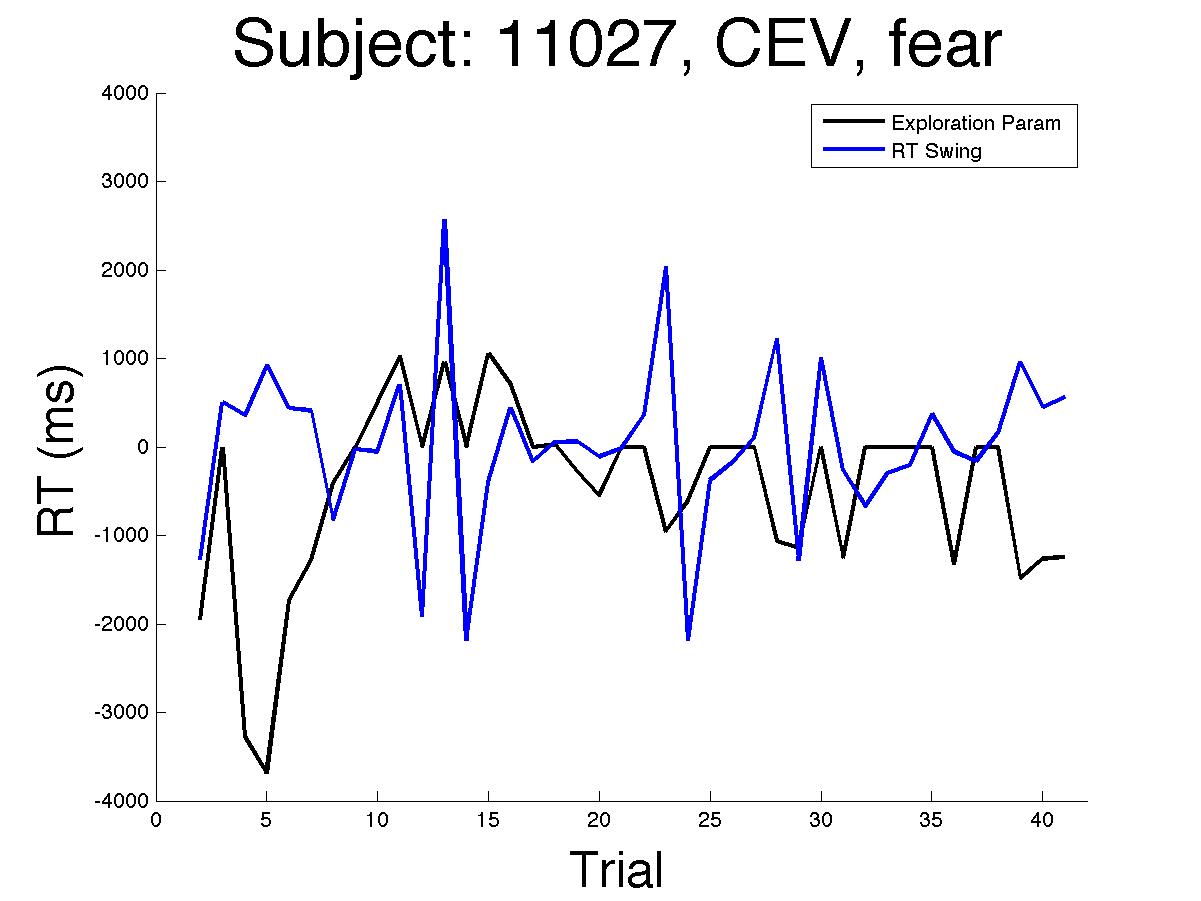 Subject: 11027, CEV, fear
4000
3000
2000
1000
0
-1000
-2000
-3000
-4000
RT (ms)
Exploration Param
RT Swing
0 5 10 15 20 25 30 35 40
Trial